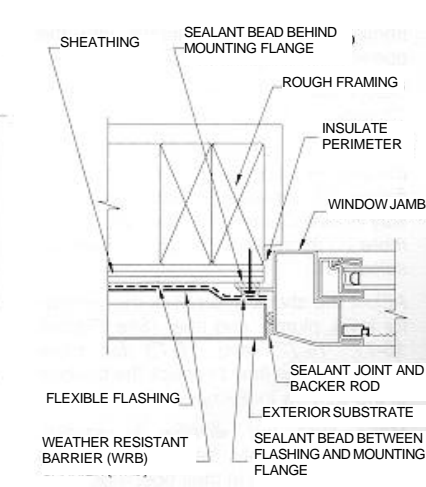 SHEATHING
SEALANT BEAD BEHIND
MOUNTING FLANGE
ROUGH FRAMING
INSULATE
PERIMETER
WINDOW JAMB
SEALANT JOINT AND
BACKER ROD
FLEXIBLE FLASHING
EXTERIOR SUBSTRATE
WEATHER RESISTANT
BARRIER (WRB)
SEALANT BEAD BETWEEN
FLASHING AND MOUNTING
FLANGE